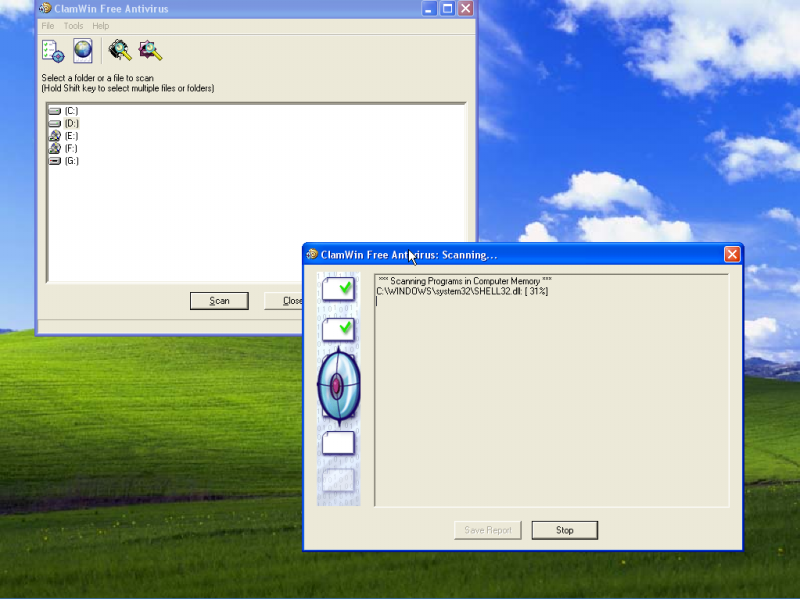 ClamWin Free Antivirus
File Tools Help
Select a folder or a file to scan
(Hold Shift key to select multiple files or folders)
(C:)
(D:)
(E:)
(F:)
(G:)
Scan Close
ClamWin Free Antivirus: Scanning...
*** Scanning Programs in Computer Memory ***
C:\WINDOWS\system32\SHELL32.dll: [ 31%]
Save Report Stop